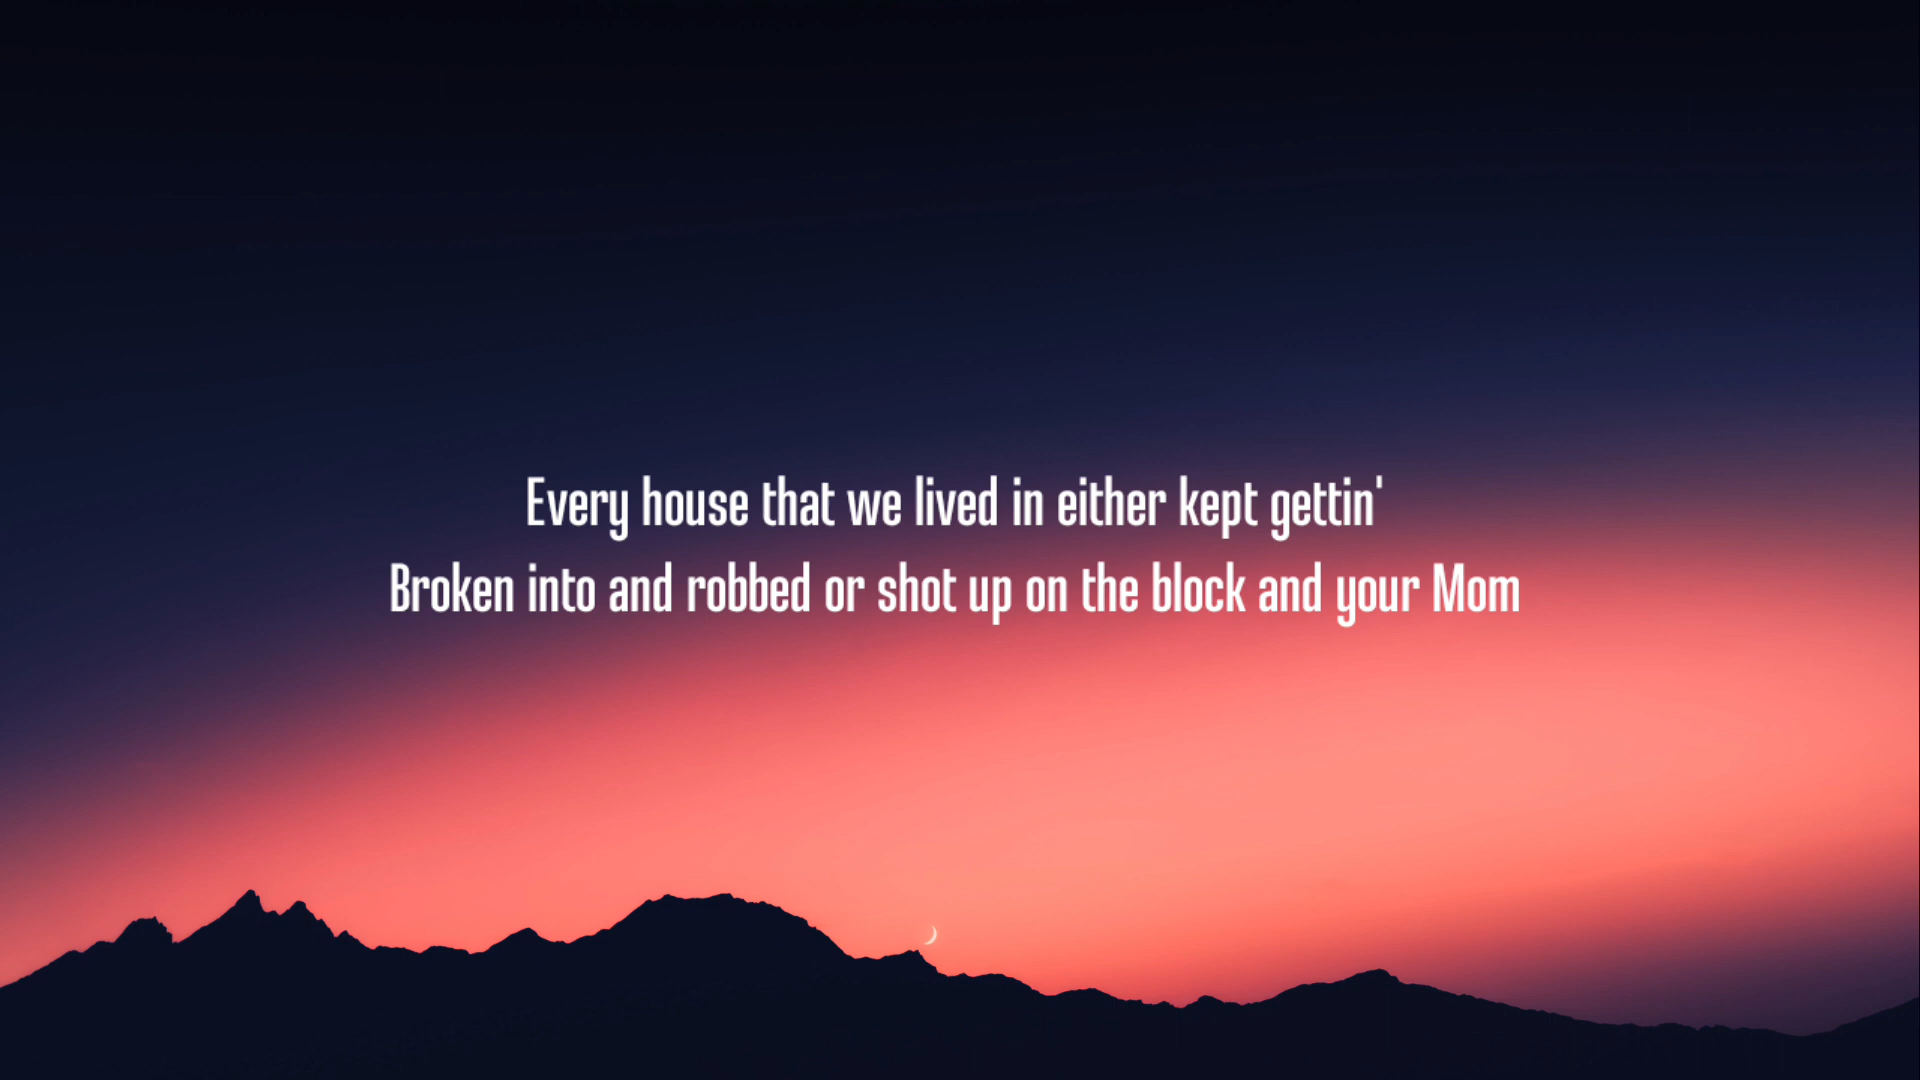 Every house that we lived in either kept gettin'
Broken into and robbed or shot up on the block and your Mom